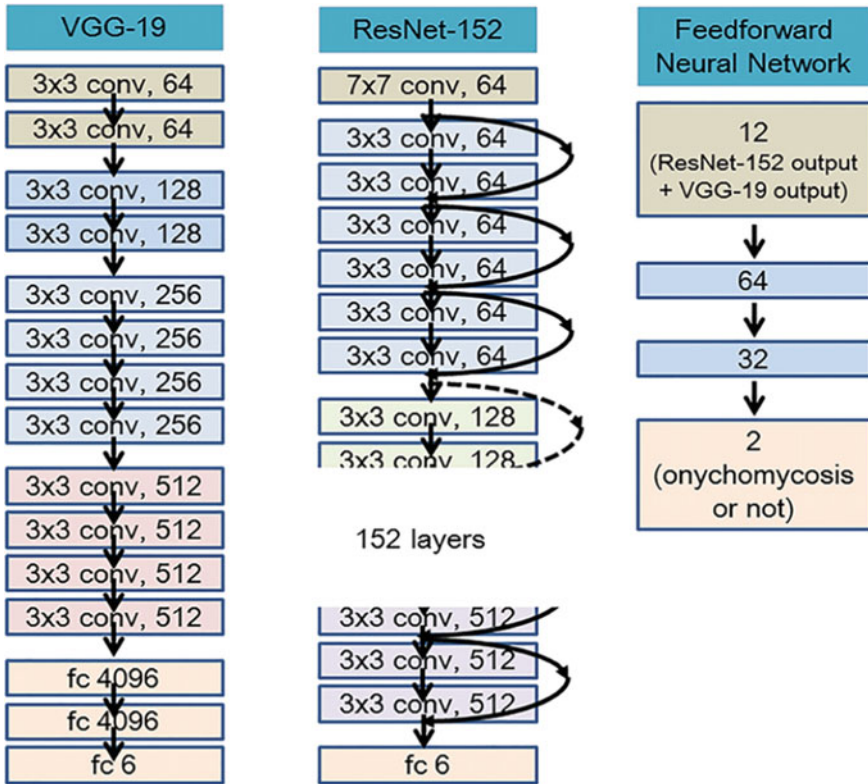 VGG-19
3x3 conv, 64
3x3 conv, 64
3x3 conv, 128
3x3 conv, 128
3x3 conv, 256
3x3 conv, 256
3x3 conv, 256
3x3 conv, 256
3x3 conv, 512
3x3 conv, 512
3x3 conv, 512
3x3 conv, 512
fc 4096
fc 4096
fc 6
ResNet-152
7x7 conv, 64
3x3 conv, 64
3x3 conv, 64
3x3 conv, 64
3x3 conv, 64
3x3 conv, 64
3x3 conv, 64
3x3 conv, 128
3x3 conv, 128
152 layers
3x3 conv, 512
3x3 conv, 512
3x3 conv, 512
fc 6
Feedforward
Neural Network
12
(ResNet-152 output
+ VGG-19 output)
64
32
2
(onychomycosis
or not)